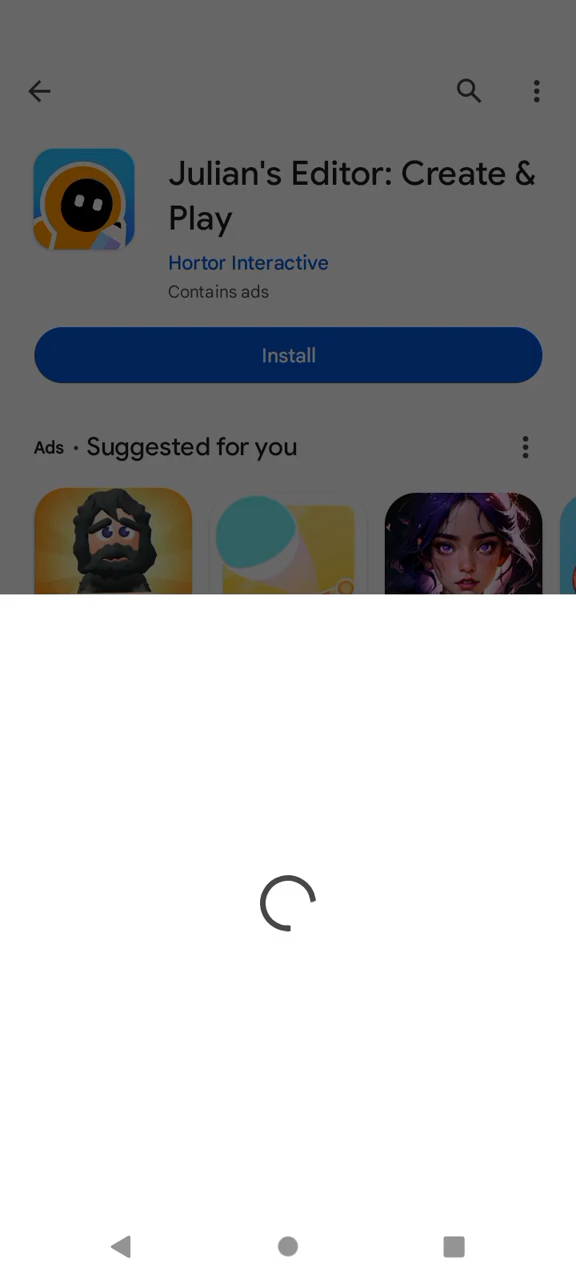 Julian's Editor: Create &
Play
Hortor Interactive
Contains ads
Install
Ads • Suggested for you